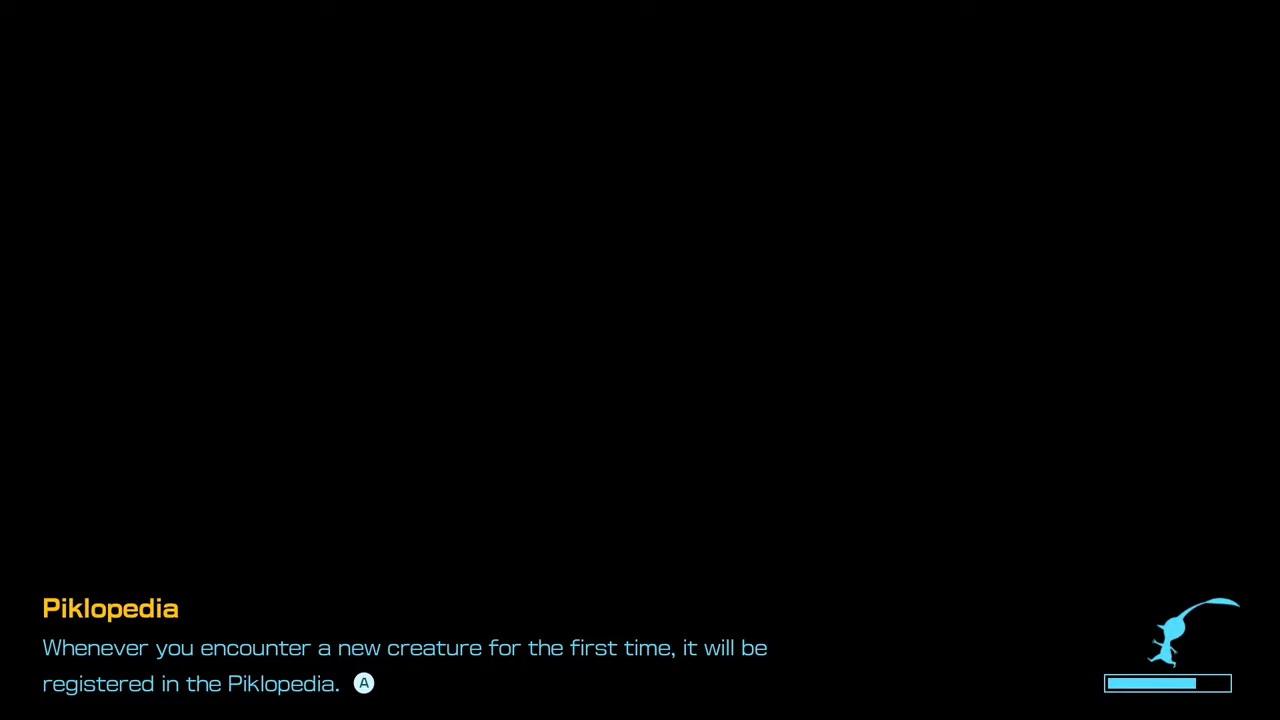 Piklopedia
Whenever you encounter a new creature for the first time, it will be
registered in the Piklopedia. A